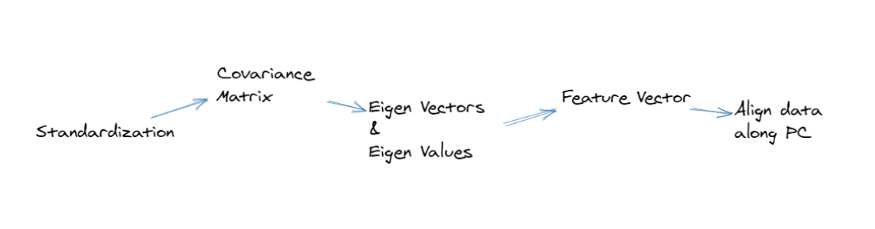 Standardization
Covariance
Matrix
Eigen Vectors
&
Eigen Values
Feature Vector
Align data
along PC